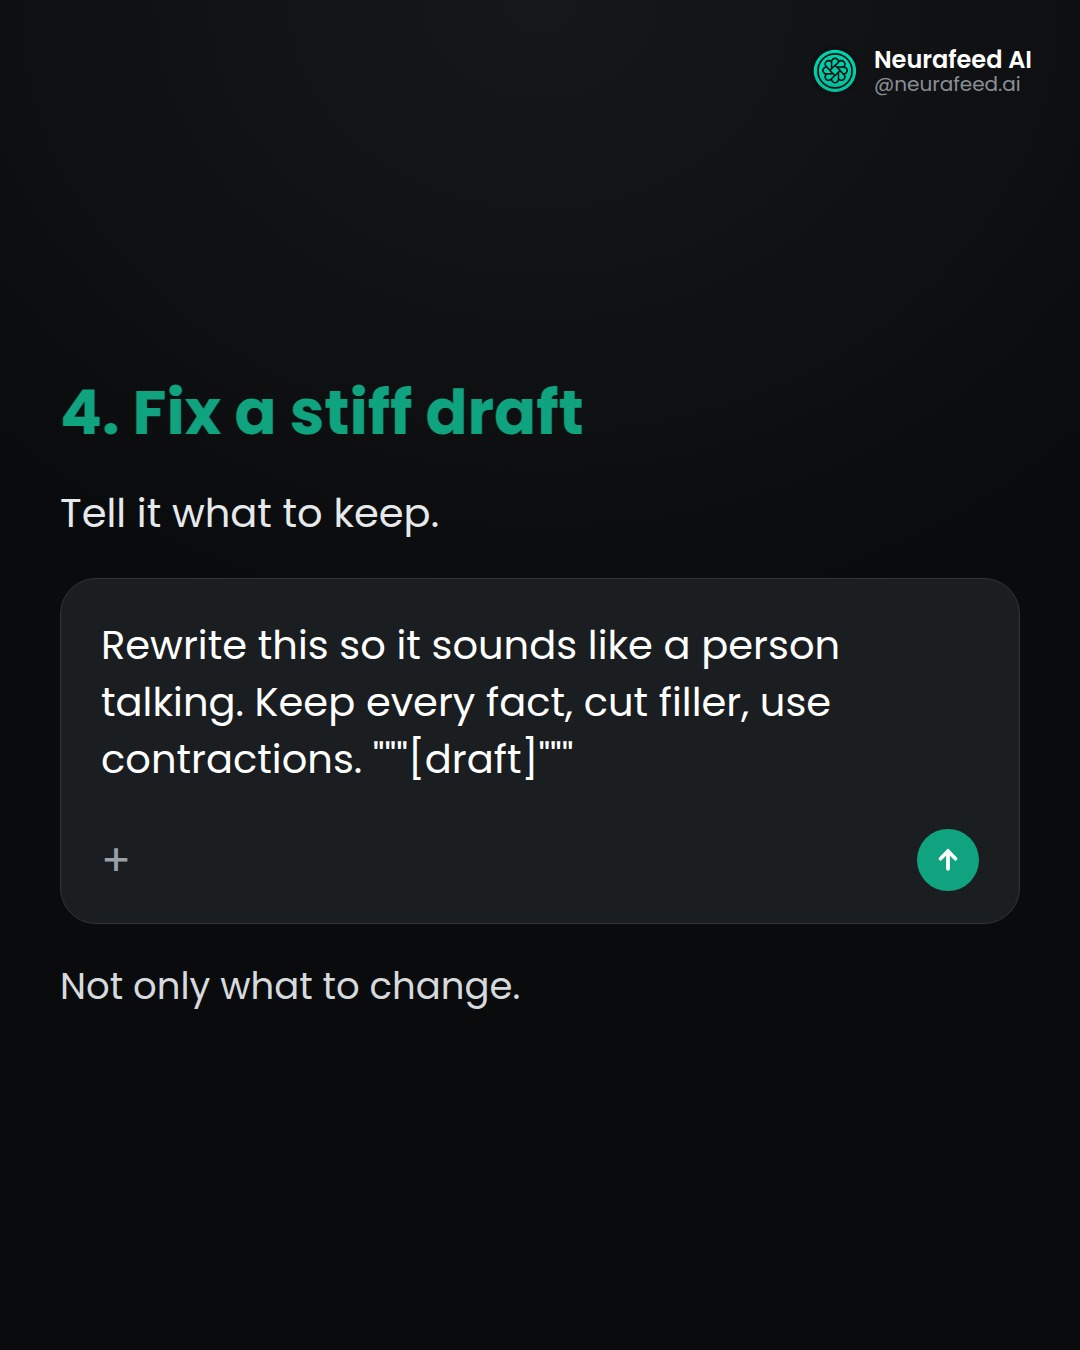 Neurafeed AI
@neurafeed.ai
4. Fix a stiff draft
Tell it what to keep.
Rewrite this so it sounds like a person
talking. Keep every fact, cut filler, use
contractions. """[draft]"""
+
Not only what to change.